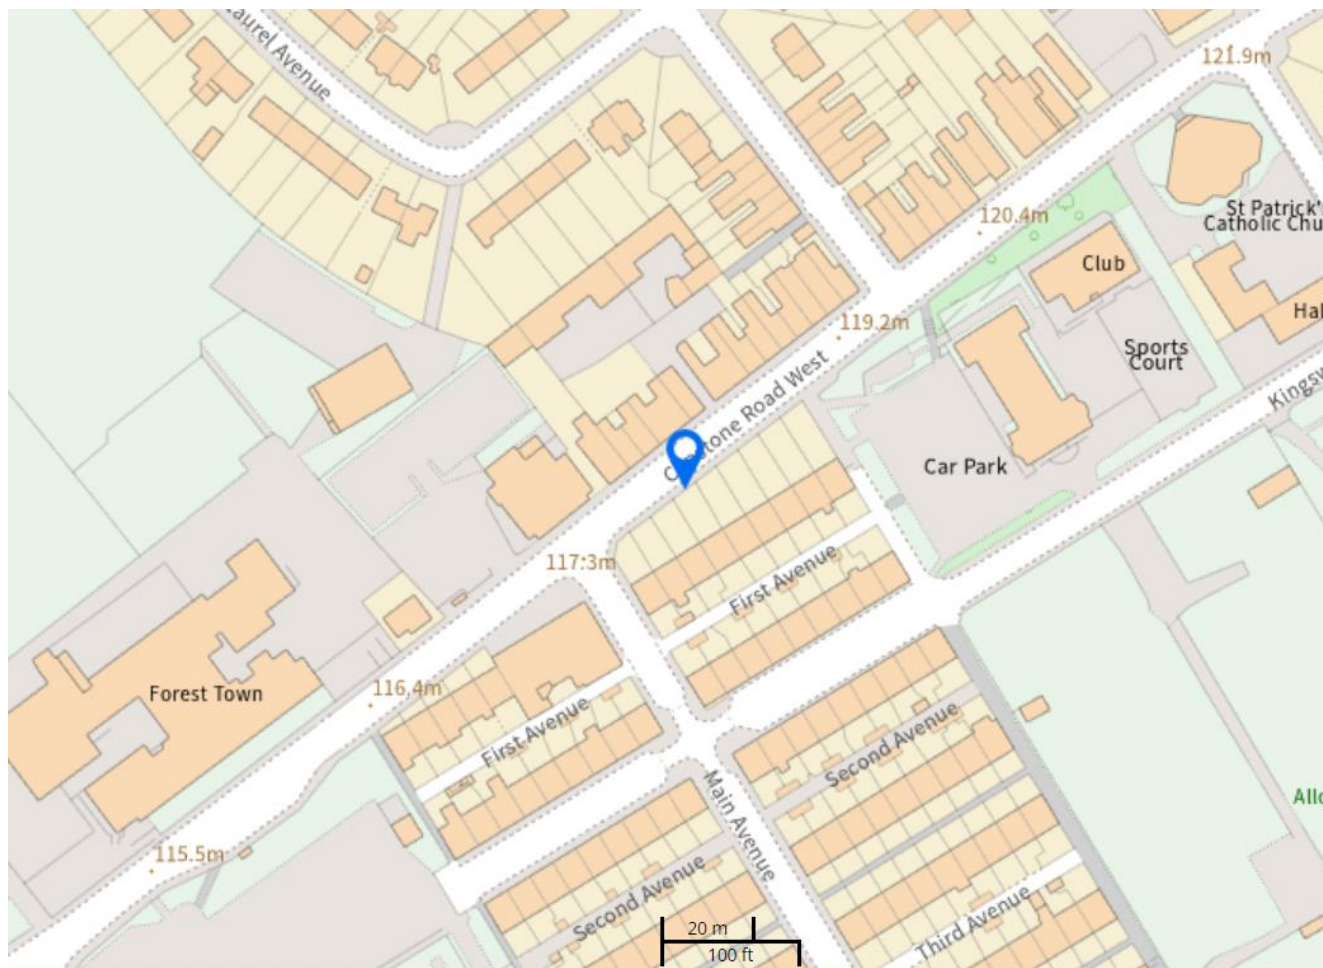 Laurel Avenue
121.9m
120.4m
St Patrick's
Catholic Chu
Club
Hal
119.2m
Sports
Court
Kingsw
stone Road West
Car Park
117.3m
First Avenue
Forest Town
116.4m
First Avenue
Second Avenue
Main Avenue
Allo
115.5m
Second Avenue
Third Avenue
20 m
100 ft